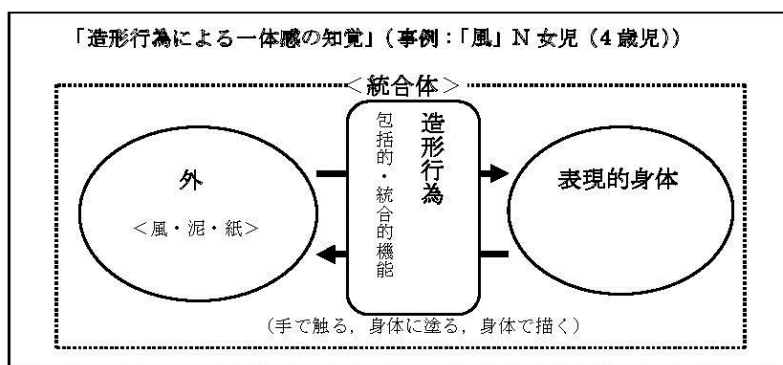 「造形行為による一体感の知覚」(事例:「風」N女児(4歳児))
<統合体>
外
<風・泥・紙>
造形行為
包括的・統合的機能
表現的身体
(手で触る,身体に塗る,身体で描く)